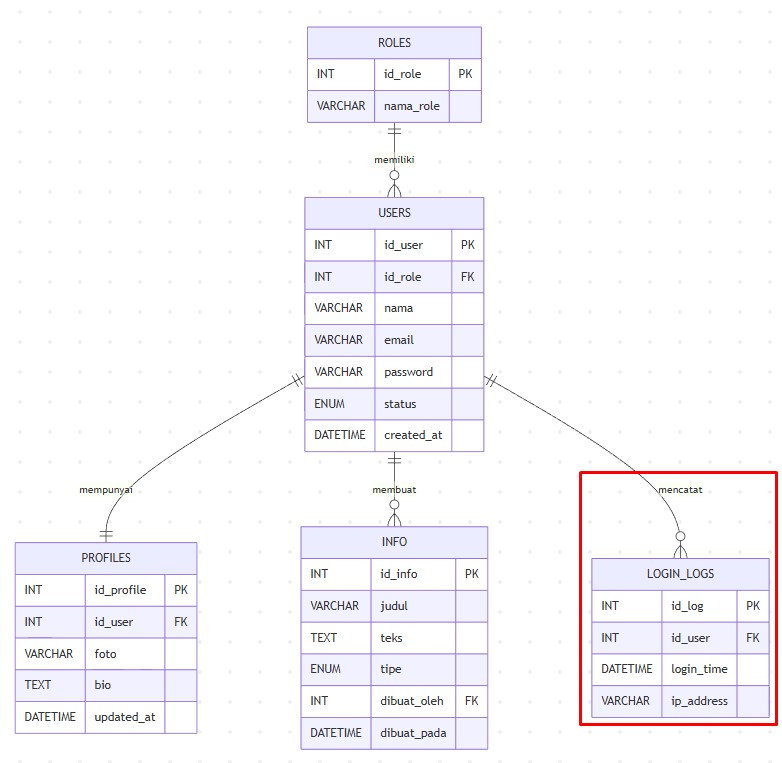 ROLES
INT id_role PK
VARCHAR nama_role
memiliki
USERS
INT id_user PK
INT id_role FK
VARCHAR nama
VARCHAR email
VARCHAR password
ENUM status
DATETIME created_at
mempunyai
membuat
mencatat
PROFILES
INT id_profile PK
INT id_user FK
VARCHAR foto
TEXT bio
DATETIME updated_at
INFO
INT id_info PK
VARCHAR judul
TEXT teks
ENUM tipe
INT dibuat_oleh FK
DATETIME dibuat_pada
LOGIN_LOGS
INT id_log PK
INT id_user FK
DATETIME login_time
VARCHAR ip_address